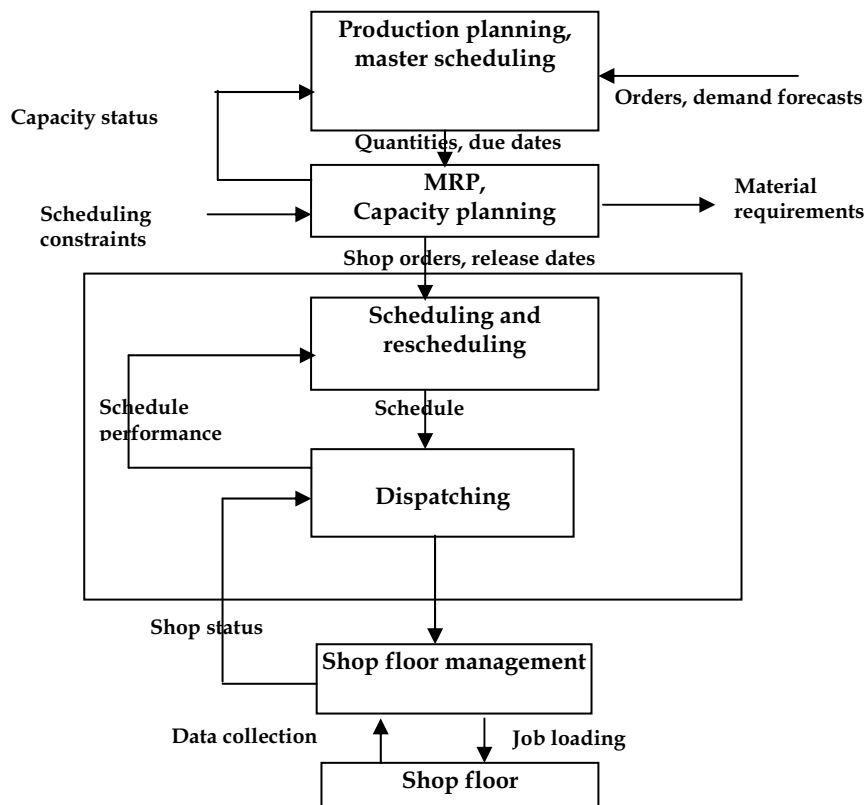 Production planning,
master scheduling
Orders, demand forecasts
Capacity status
Quantities, due dates
MRP,
Capacity planning
Material
requirements
Scheduling
constraints
Shop orders, release dates
Scheduling and
rescheduling
Schedule
performance
Schedule
Dispatching
Shop status
Shop floor management
Data collection
Job loading
Shop floor